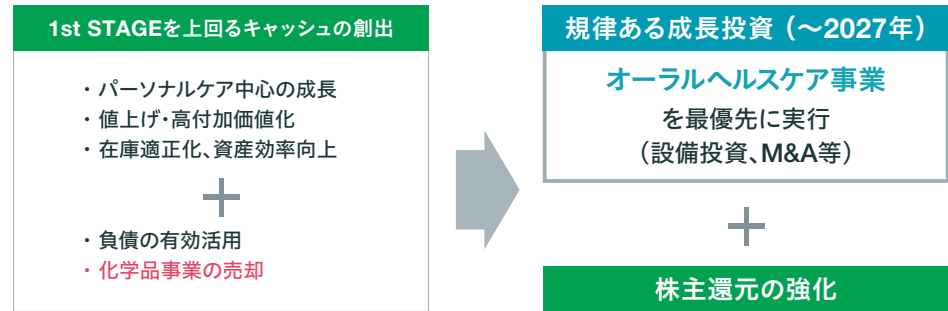 1st STAGEを上回るキャッシュの創出
・パーソナルケア中心の成長
・値上げ・高付加価値化
・在庫適正化、資産効率向上
＋
・負債の有効活用
・化学品事業の売却
規律ある成長投資（～2027年）
オーラルヘルスケア事業
を最優先に実行
（設備投資、M&A等）
＋
株主還元の強化